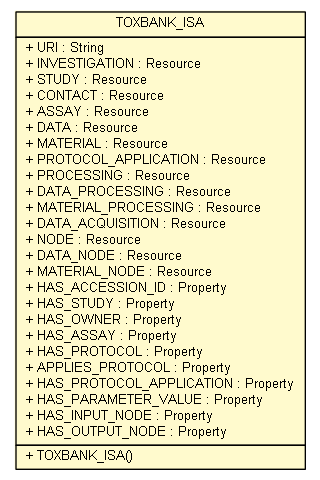 TOXBANK_ISA
+ URI : String
+ INVESTIGATION : Resource
+ STUDY : Resource
+ CONTACT : Resource
+ ASSAY : Resource
+ DATA : Resource
+ MATERIAL : Resource
+ PROTOCOL_APPLICATION : Resource
+ PROCESSING : Resource
+ DATA_PROCESSING : Resource
+ MATERIAL_PROCESSING : Resource
+ DATA_ACQUISITION : Resource
+ NODE : Resource
+ DATA_NODE : Resource
+ MATERIAL_NODE : Resource
+ HAS_ACCESSION_ID : Property
+ HAS_STUDY : Property
+ HAS_OWNER : Property
+ HAS_ASSAY : Property
+ HAS_PROTOCOL : Property
+ APPLIES_PROTOCOL : Property
+ HAS_PROTOCOL_APPLICATION : Property
+ HAS_PARAMETER_VALUE : Property
+ HAS_INPUT_NODE : Property
+ HAS_OUTPUT_NODE : Property
+ TOXBANK_ISA()